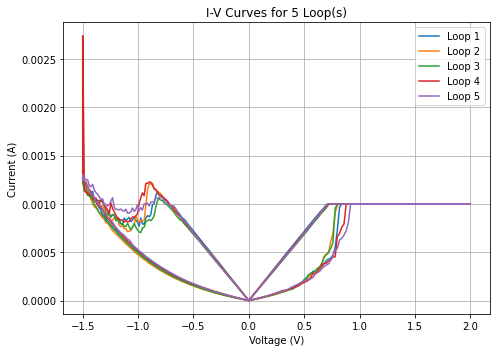 I-V Curves for 5 Loop(s)
Loop 1
Loop 2
Loop 3
Loop 4
Loop 5
Current (A)
0.0025
0.0020
0.0015
0.0010
0.0005
0.0000
−1.5 −1.0 −0.5 0.0 0.5 1.0 1.5 2.0
Voltage (V)